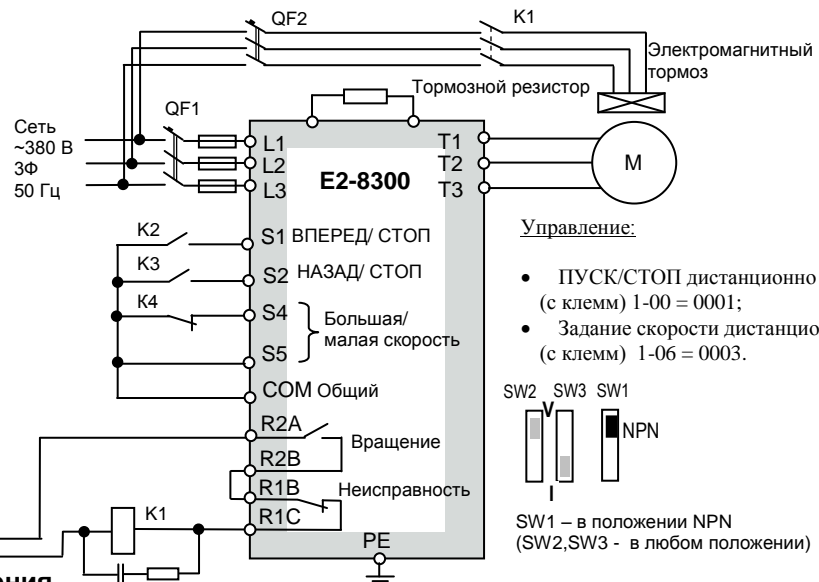 QF2
K1
Электромагнитный
тормоз
Тормозной резистор
QF1
Сеть
~380 В
3Ф
50 Гц
L1
L2
L3
E2-8300
T1
T2
T3
M
K2
S1 ВПЕРЕД/ СТОП
K3
S2 НАЗАД/ СТОП
K4
S4
Большая/
малая скорость
S5
COM Общий
R2A
Вращение
R2B
R1B
Неисправность
R1C
K1
PE
Управление:
• ПУСК/СТОП дистанционно
(с клемм) 1-00 = 0001;
• Задание скорости дистанцио
(с клемм) 1-06 = 0003.
SW2 SW3 SW1
V
NPN
I
SW1 – в положении NPN
(SW2,SW3 - в любом положении)